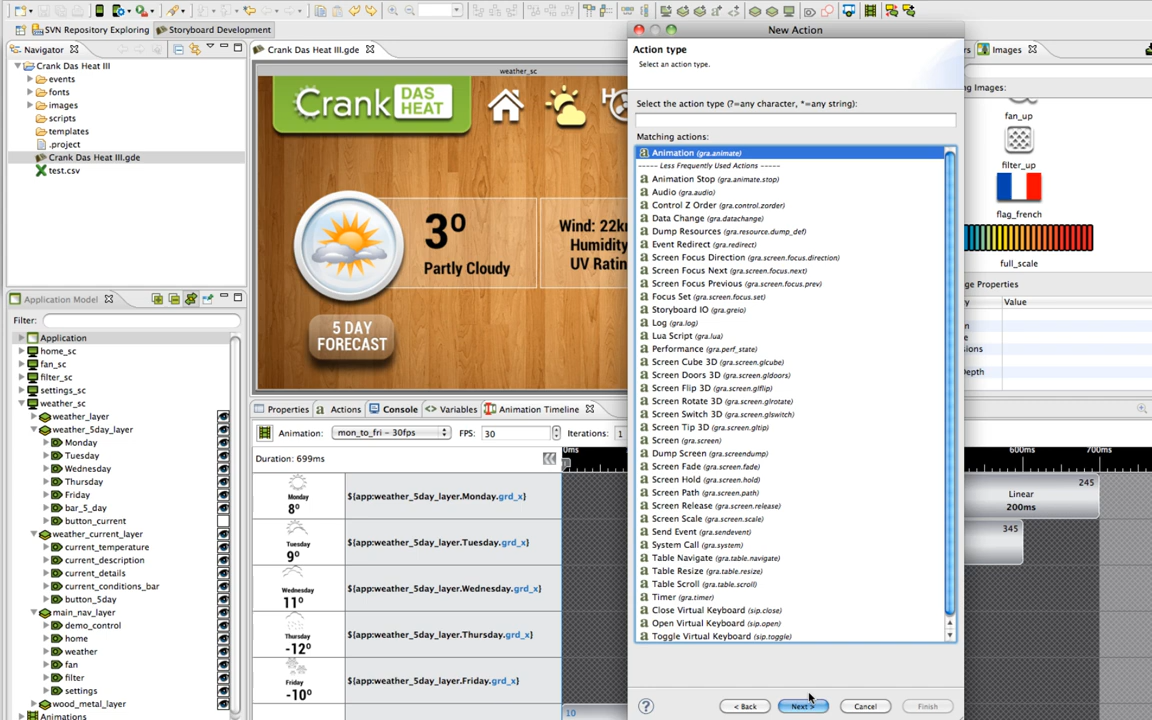 SVN Repository Exploring
Storyboard Development
Navigator
Crank Das Heat III
events
fonts
images
scripts
templates
.project
Crank Das Heat III.gde
test.csv
Application Model
Filter:
Application
home_sc
fan_sc
filter_sc
settings_sc
weather_sc
weather_layer
weather_5day_layer
Monday
Tuesday
Wednesday
Thursday
Friday
bar_5_day
button_current
weather_current_layer
current_temperature
current_description
current_details
current_conditions_bar
button_5day
main_nav_layer
demo_control
home
weather
fan
filter
settings
wood_metal_layer
Animations
Crank Das Heat III.gde
weather_sc
Crank DAS HEAT
3º
Partly Cloudy
Wind: 22k
Humidity
UV Ratin
5 DAY
FORECAST
Properties
Actions
Console
Variables
Animation Timeline
Animation:
mon_to_fri - 30fps
FPS:
30
Iterations:
1
Duration: 699ms
0ms
600ms
700ms
Monday
8º
${app:weather_5day_layer.Monday.grd_x}
Tuesday
9º
${app:weather_5day_layer.Tuesday.grd_x}
Wednesday
11º
${app:weather_5day_layer.Wednesday.grd_x}
Thursday
-12º
${app:weather_5day_layer.Thursday.grd_x}
Friday
-10º
${app:weather_5day_layer.Friday.grd_x}
10
245
Linear
200ms
345
New Action
Action type
Select an action type.
Select the action type (?=any character, *=any string):
Matching actions:
Animation (gra.animate)
----- Less Frequently Used Actions -----
Animation Stop (gra.animate.stop)
Audio (gra.audio)
Control Z Order (gra.control.zorder)
Data Change (gra.datachange)
Dump Resources (gra.resource.dump_def)
Event Redirect (gra.redirect)
Screen Focus Direction (gra.screen.focus.direction)
Screen Focus Next (gra.screen.focus.next)
Screen Focus Previous (gra.screen.focus.prev)
Focus Set (gra.screen.focus.set)
Storyboard IO (gra.greio)
Log (gra.log)
Lua Script (gra.lua)
Performance (gra.perf_state)
Screen Cube 3D (gra.screen.glcube)
Screen Doors 3D (gra.screen.gldoors)
Screen Flip 3D (gra.screen.glflip)
Screen Rotate 3D (gra.screen.glrotate)
Screen Switch 3D (gra.screen.glswitch)
Screen Tip 3D (gra.screen.gltip)
Screen (gra.screen)
Dump Screen (gra.screendump)
Screen Fade (gra.screen.fade)
Screen Hold (gra.screen.hold)
Screen Path (gra.screen.path)
Screen Release (gra.screen.release)
Screen Scale (gra.screen.scale)
Send Event (gra.sendevent)
System Call (gra.system)
Table Navigate (gra.table.navigate)
Table Resize (gra.table.resize)
Table Scroll (gra.table.scroll)
Timer (gra.timer)
Close Virtual Keyboard (sip.close)
Open Virtual Keyboard (sip.open)
Toggle Virtual Keyboard (sip.toggle)
?
< Back
Next >
Cancel
Finish
rs
Images
ng Images:
fan_up
filter_up
flag_french
full_scale
ge Properties
y
Value
n
sions
Depth